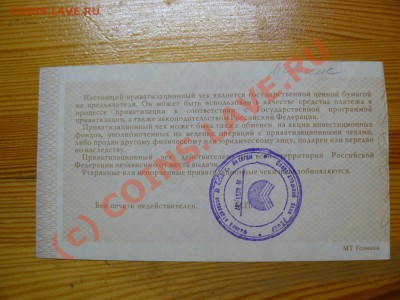 COINS.LAVE.RU
Настоящий приватизационный чек является государственной ценной бумагой
на предъявителя. Он может быть использован в качестве средства платежа в
процессе приватизации в соответствии с Государственной программой
приватизации, а также законодательством Российской Федерации.
Приватизационный чек может быть также обменен на акции инвестиционных
фондов, уполномоченных на ведение операций с приватизационными чеками,
либо продан другому физическому или юридическому лицу, подарен или передан
по наследству.
Приватизационный чек действителен на территории Российской
Федерации независимо от места выдачи.
Утерянные или испорченные приватизационные чеки не возобновляются.
Без печати недействителен.
М.П.
МТ Гознака
(c) COINS.LAVE.RU